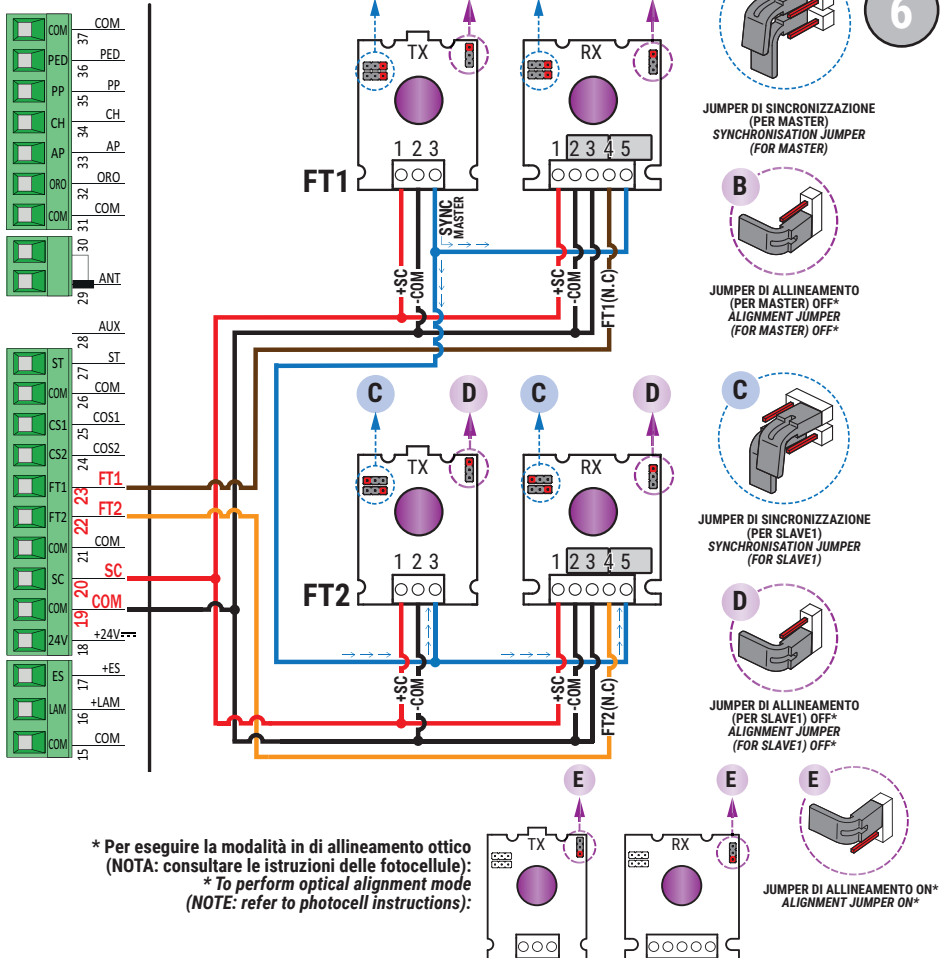 6
COM
37
COM
PED
36
PED
PP
35
PP
CH
34
CH
AP
33
AP
ORO
32
ORO
COM
31
COM
30
29
ANT
28
AUX
ST
27
ST
COM
26
COM
CS1
25
COS1
CS2
24
COS2
FT1
23
FT1
FT2
22
FT2
COM
21
COM
SC
20
SC
COM
19
COM
24V
18
+24V
ES
17
+ES
LAM
16
+LAM
COM
15
COM
TX
1 2 3
FT1
RX
1 2 3 4 5
SYNC
MASTER
+SC
-COM
+SC
-COM
FT1(N.C)
C
D
C
D
TX
1 2 3
FT2
RX
1 2 3 4 5
+SC
-COM
+SC
-COM
FT2(N.C)
JUMPER DI SINCRONIZZAZIONE
(PER MASTER)
SYNCHRONISATION JUMPER
(FOR MASTER)
B
JUMPER DI ALLINEAMENTO
(PER MASTER) OFF*
ALIGNMENT JUMPER
(FOR MASTER) OFF*
C
JUMPER DI SINCRONIZZAZIONE
(PER SLAVE1)
SYNCHRONISATION JUMPER
(FOR SLAVE1)
D
JUMPER DI ALLINEAMENTO
(PER SLAVE1) OFF*
ALIGNMENT JUMPER
(FOR SLAVE1) OFF*
E
E
E
TX
RX
JUMPER DI ALLINEAMENTO ON*
ALIGNMENT JUMPER ON*
* Per eseguire la modalità in di allineamento ottico
(NOTA: consultare le istruzioni delle fotocellule):
* To perform optical alignment mode
(NOTE: refer to photocell instructions):